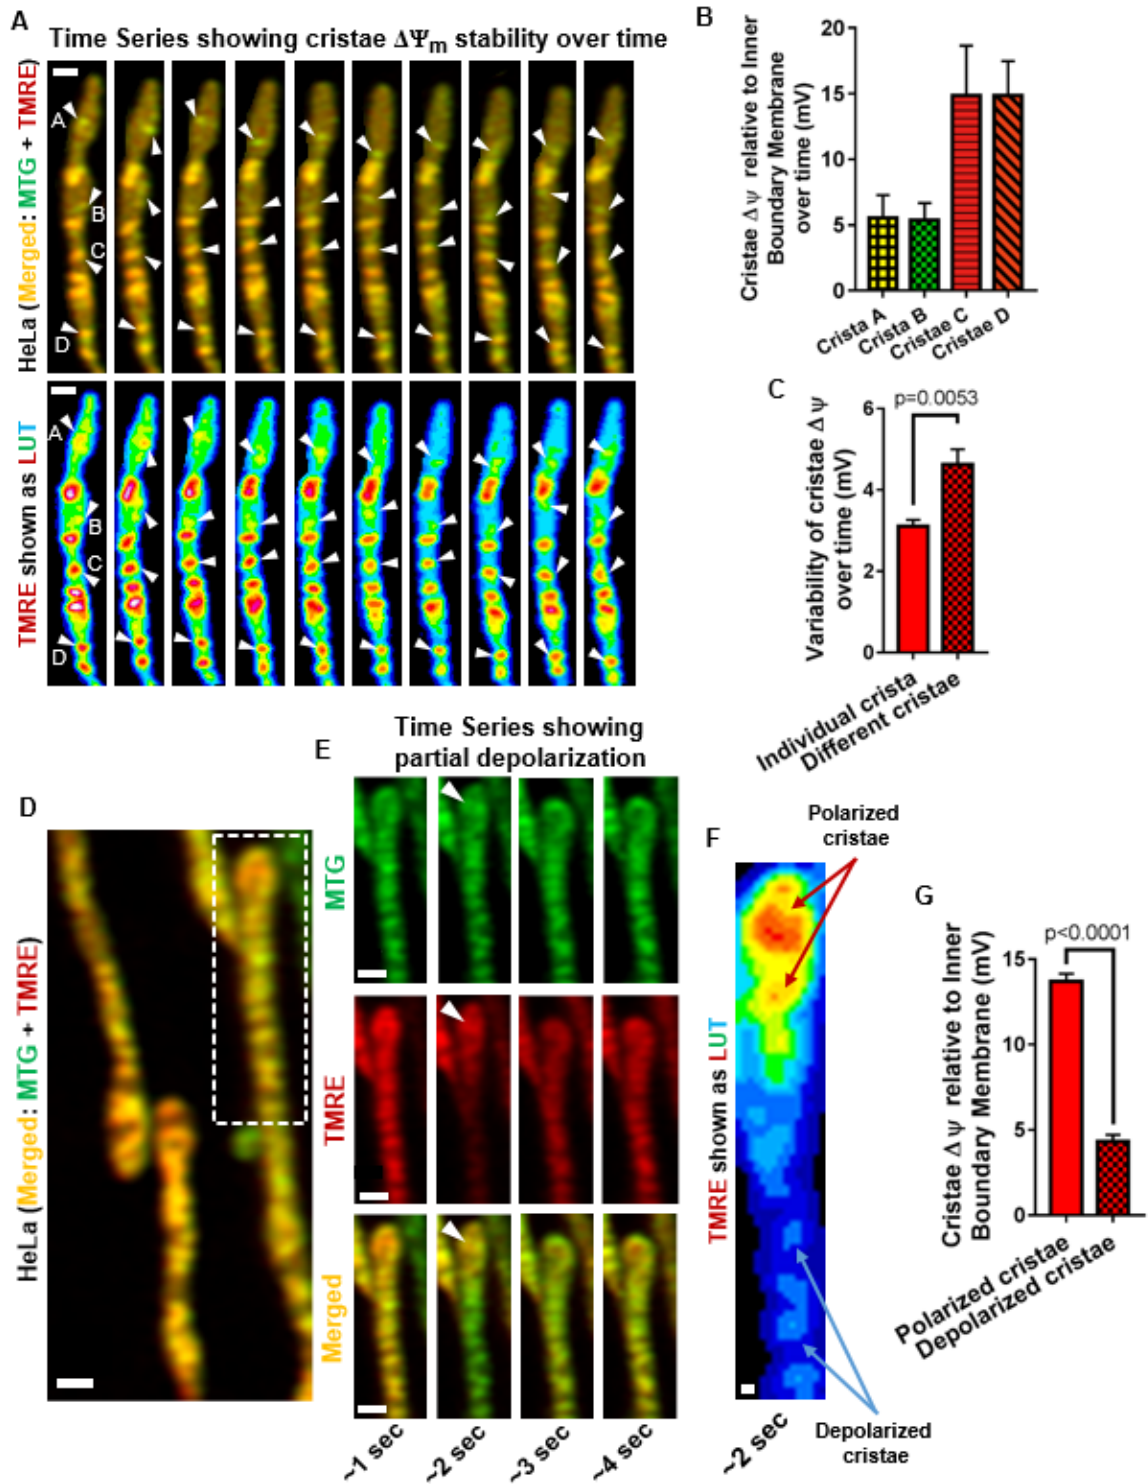 A
Time Series showing cristae ΔΨm stability over time
HeLa (Merged: MTG + TMRE)
A
B
C
D
TMRE shown as LUT
A
B
C
D
B
Cristae Δψ relative to Inner
Boundary Membrane
over time (mV)
20
15
10
5
0
Crista A
Crista B
Cristae C
Cristae D
C
p=0.0053
Variability of cristae Δψ
over time (mV)
6
4
2
0
Individual crista
Different cristae
D
HeLa (Merged: MTG + TMRE)
E
Time Series showing
partial depolarization
MTG
TMRE
Merged
~1 sec
~2 sec
~3 sec
~4 sec
F
Polarized
cristae
TMRE shown as LUT
Depolarized
cristae
~2 sec
G
p<0.0001
Cristae Δψ relative to Inner
Boundary Membrane (mV)
15
10
5
0
Polarized cristae
Depolarized cristae